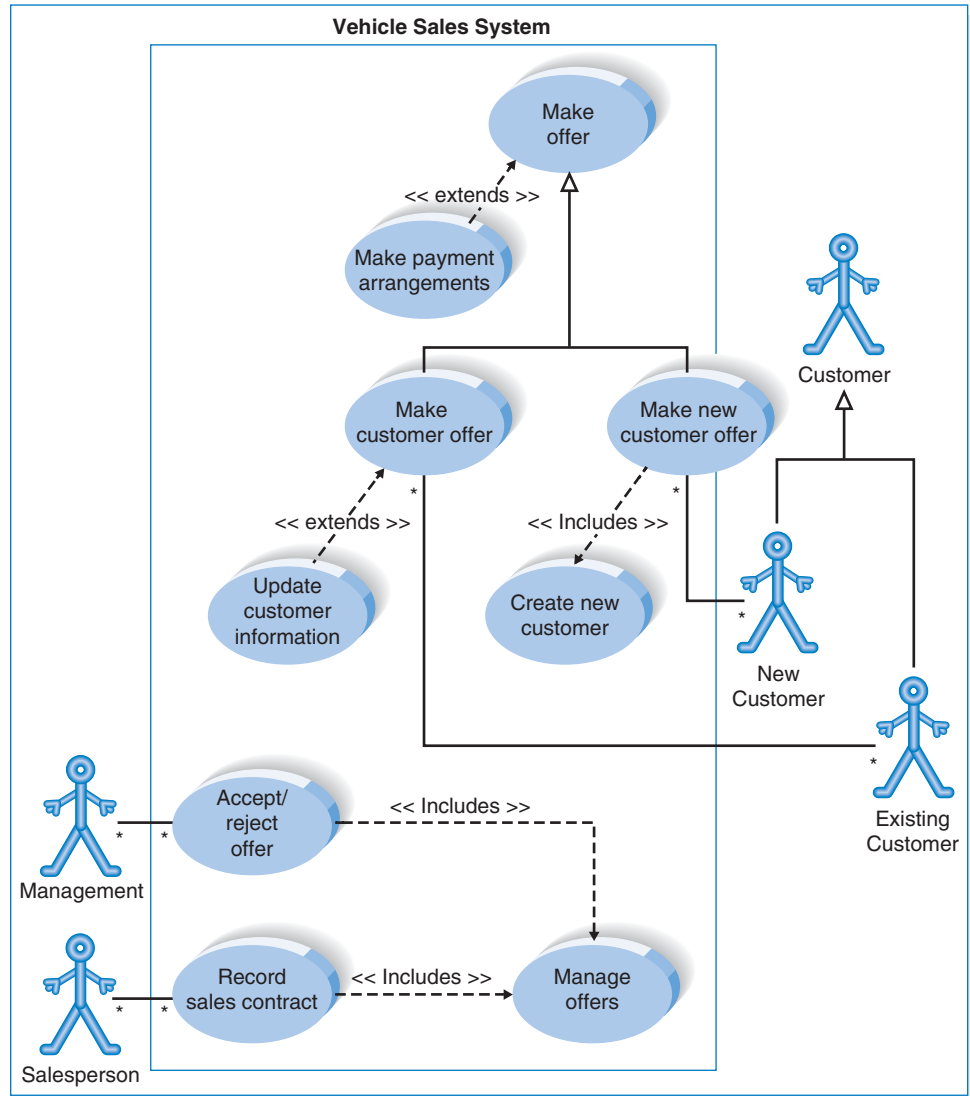 Vehicle Sales System
Make
offer
<< extends >>
Make payment
arrangements
Customer
Make
customer offer
Make new
customer offer
*
*
<< extends >>
<< Includes >>
Update
customer
information
Create new
customer
*
New
Customer
*
Existing
Customer
Accept/
reject
offer
<< Includes >>
*
*
Management
Record
sales contract
<< Includes >>
Manage
offers
*
*
Salesperson